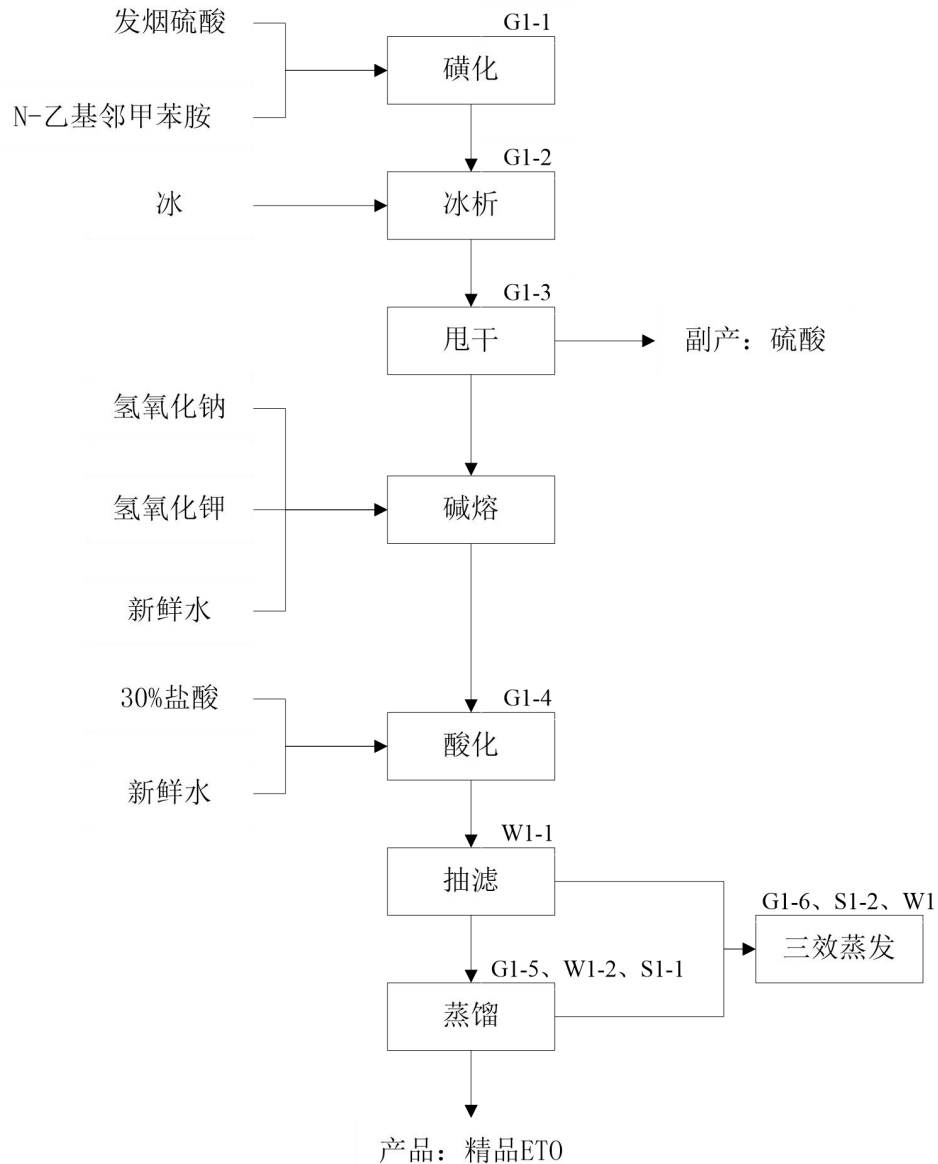 发烟硫酸
G1-1
磺化
N-乙基邻甲苯胺
G1-2
冰
冰析
G1-3
甩干
副产：硫酸
氢氧化钠
氢氧化钾
碱熔
新鲜水
30%盐酸
G1-4
酸化
新鲜水
W1-1
抽滤
G1-6、S1-2、W1
三效蒸发
G1-5、W1-2、S1-1
蒸馏
产品：精品ETO